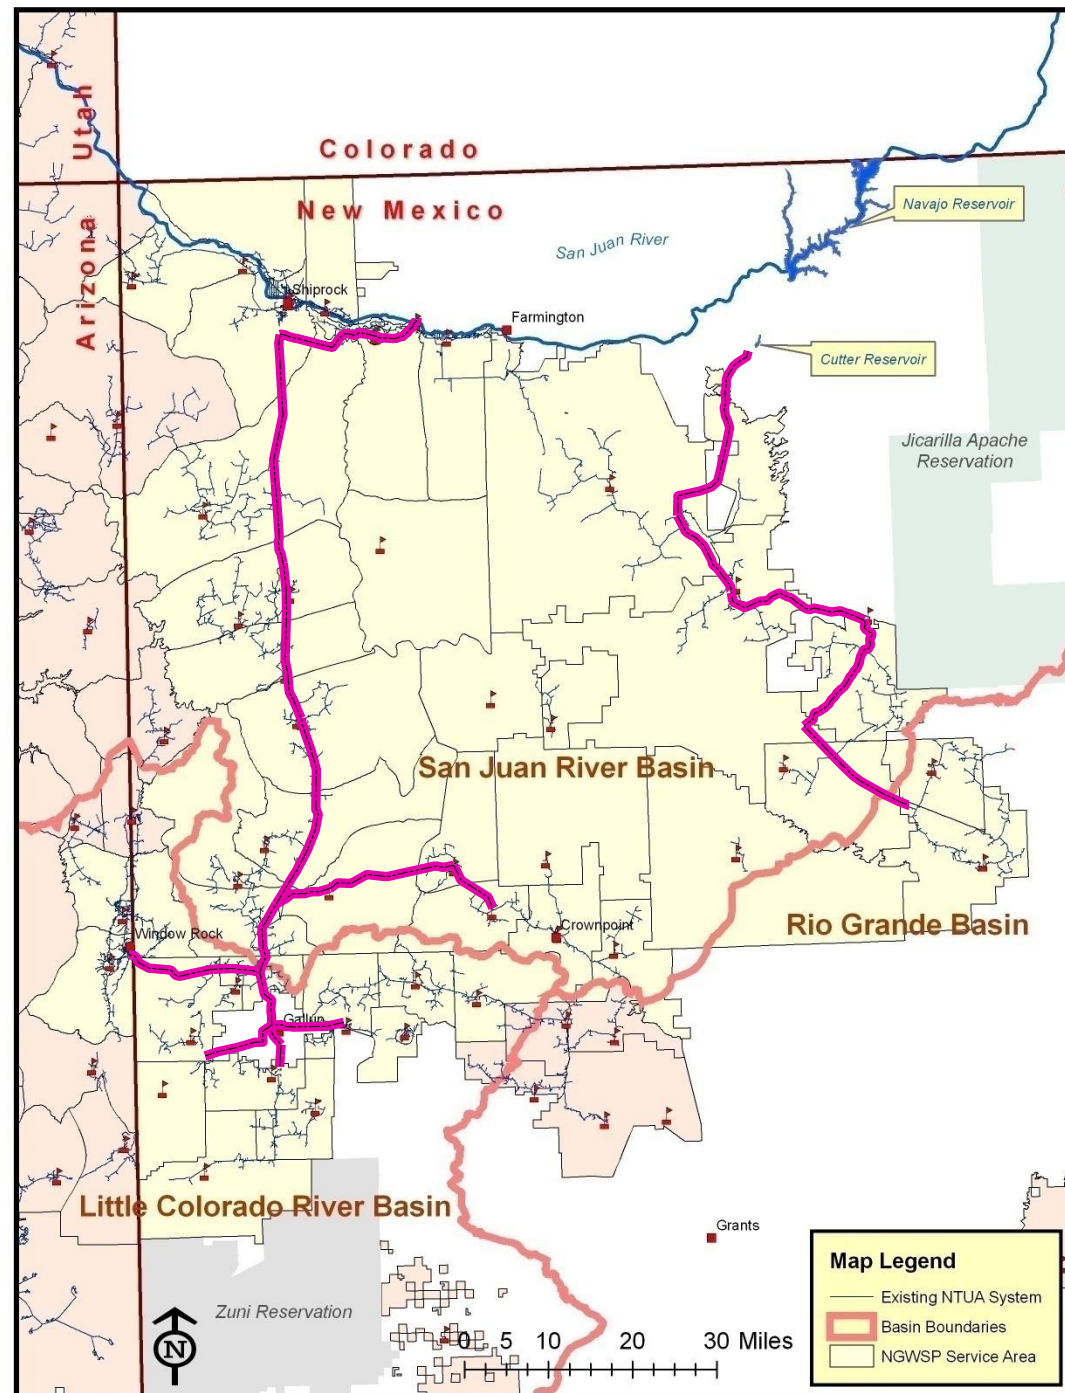 Utah
Colorado
New Mexico
Arizona
Navajo Reservoir
San Juan River
Shiprock
Farmington
Cutter Reservoir
Jicarilla Apache
Reservation
San Juan River Basin
Rio Grande Basin
Window Rock
Crownpoint
Gallup
Little Colorado River Basin
Grants
Zuni Reservation
N
0 5 10 20 30 Miles
Map Legend
Existing NTUA System
Basin Boundaries
NGWSP Service Area